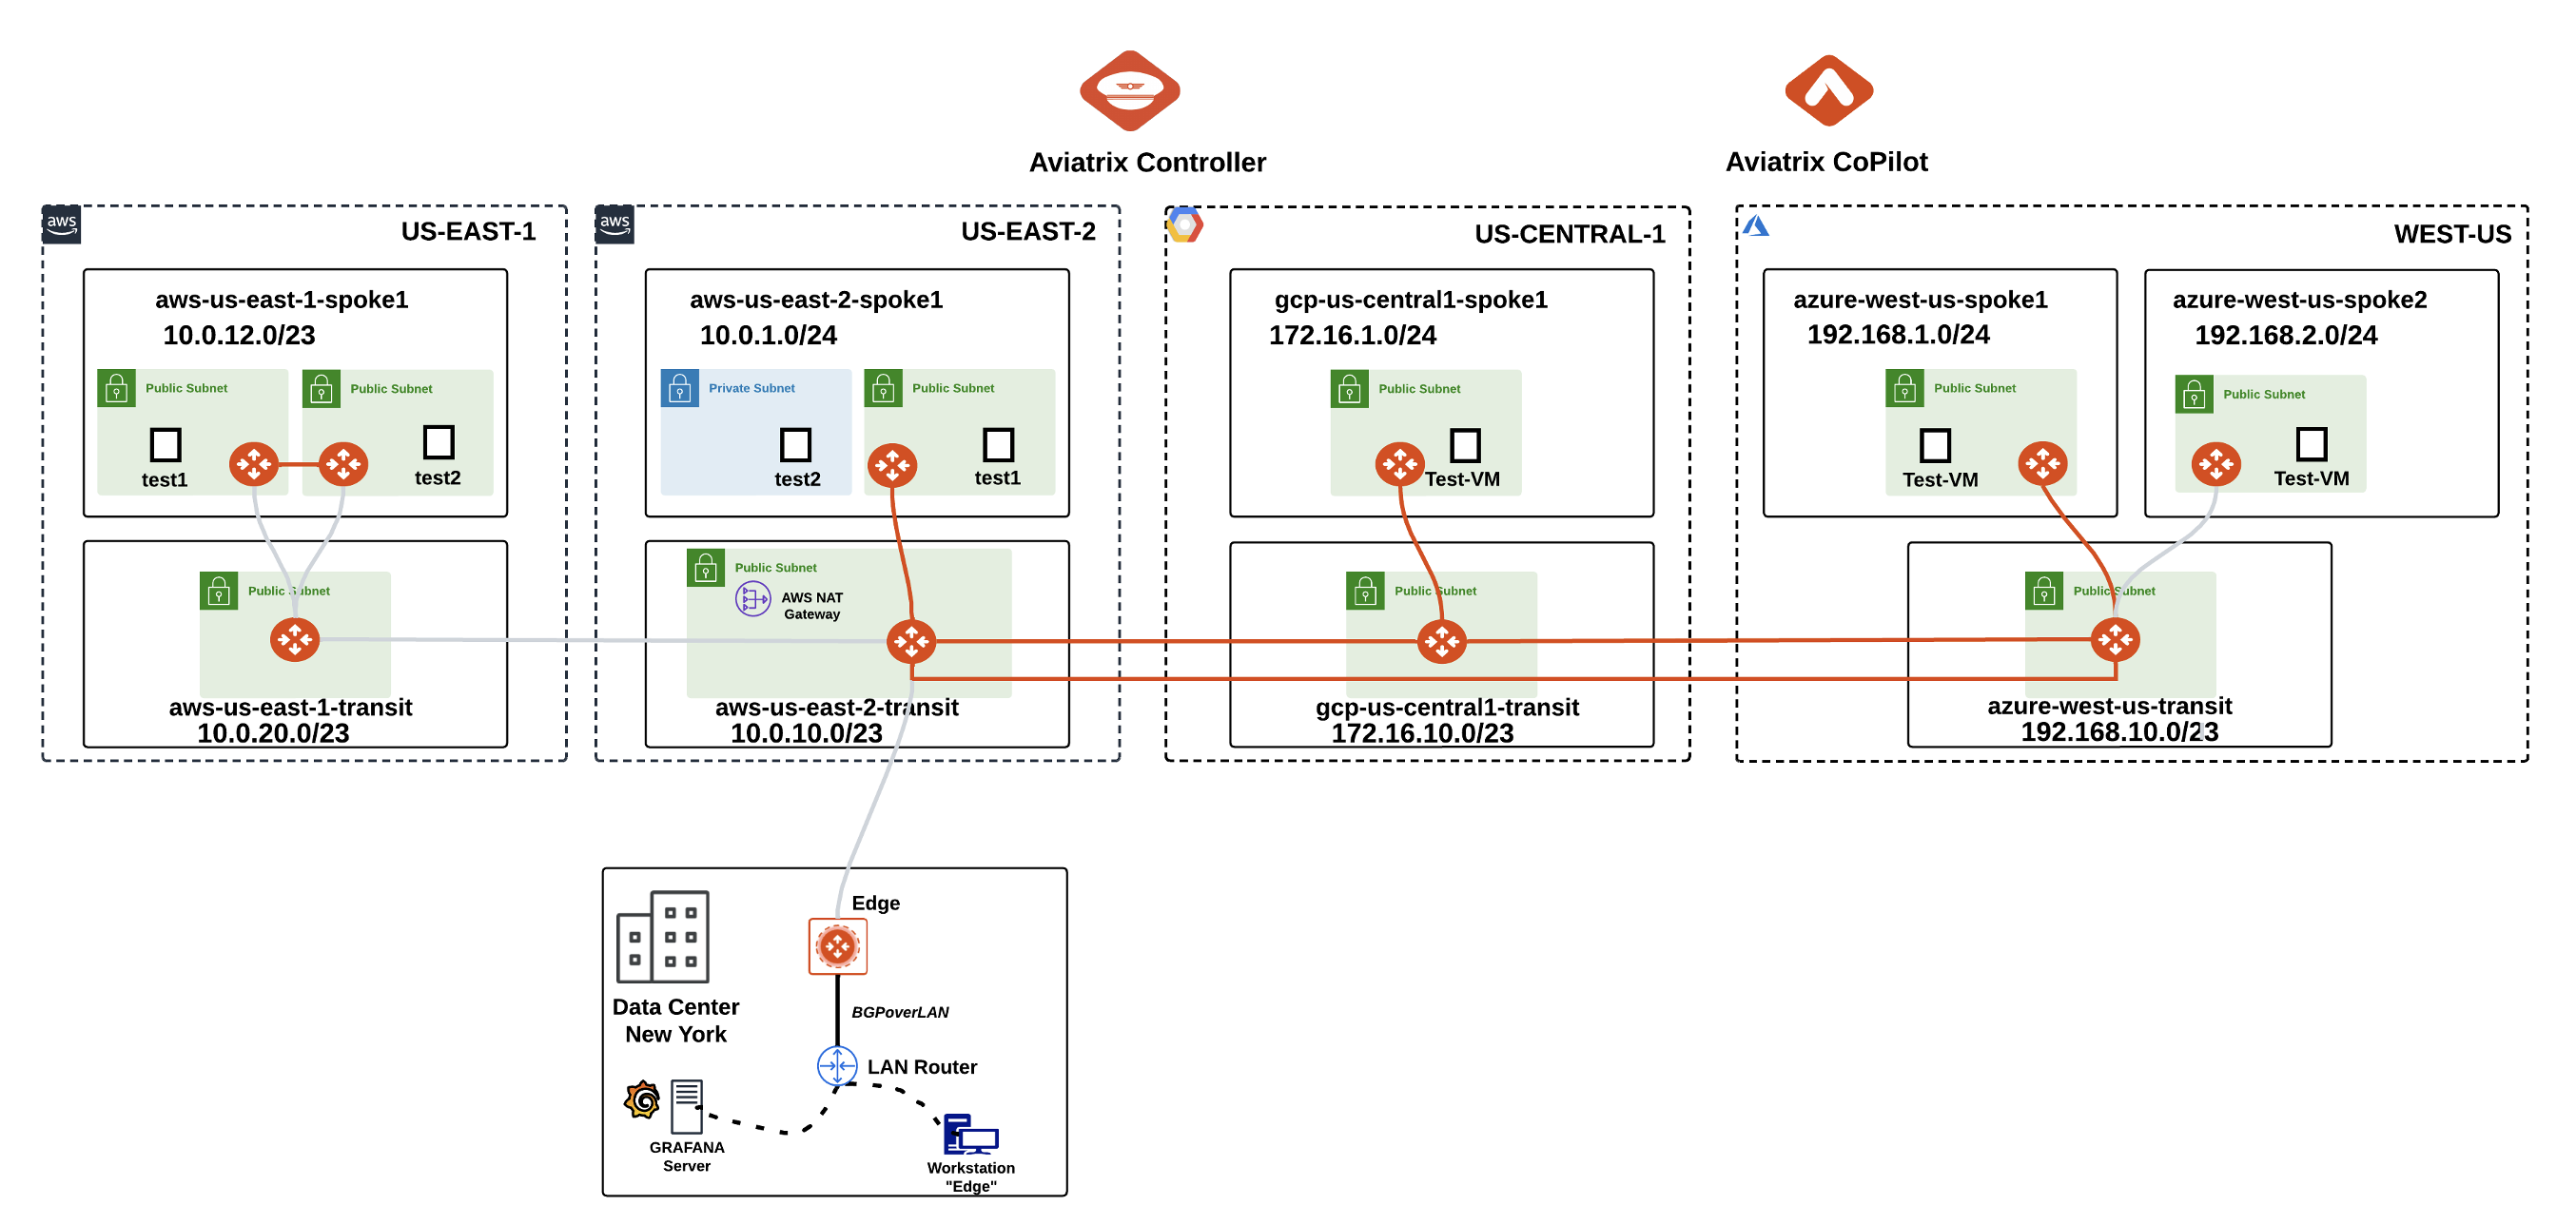 Aviatrix Controller
Aviatrix CoPilot
aws
US-EAST-1
aws-us-east-1-spoke1
10.0.12.0/23
Public Subnet
test1
Public Subnet
test2
Public Subnet
aws-us-east-1-transit
10.0.20.0/23
aws
US-EAST-2
aws-us-east-2-spoke1
10.0.1.0/24
Private Subnet
test2
Public Subnet
test1
Public Subnet
AWS NAT
Gateway
aws-us-east-2-transit
10.0.10.0/23
US-CENTRAL-1
gcp-us-central1-spoke1
172.16.1.0/24
Public Subnet
Test-VM
Public Subnet
gcp-us-central1-transit
172.16.10.0/23
WEST-US
azure-west-us-spoke1
192.168.1.0/24
Public Subnet
Test-VM
azure-west-us-spoke2
192.168.2.0/24
Public Subnet
Test-VM
Public Subnet
azure-west-us-transit
192.168.10.0/23
Edge
Data Center
New York
BGPoverLAN
LAN Router
GRAFANA
Server
Workstation
"Edge"